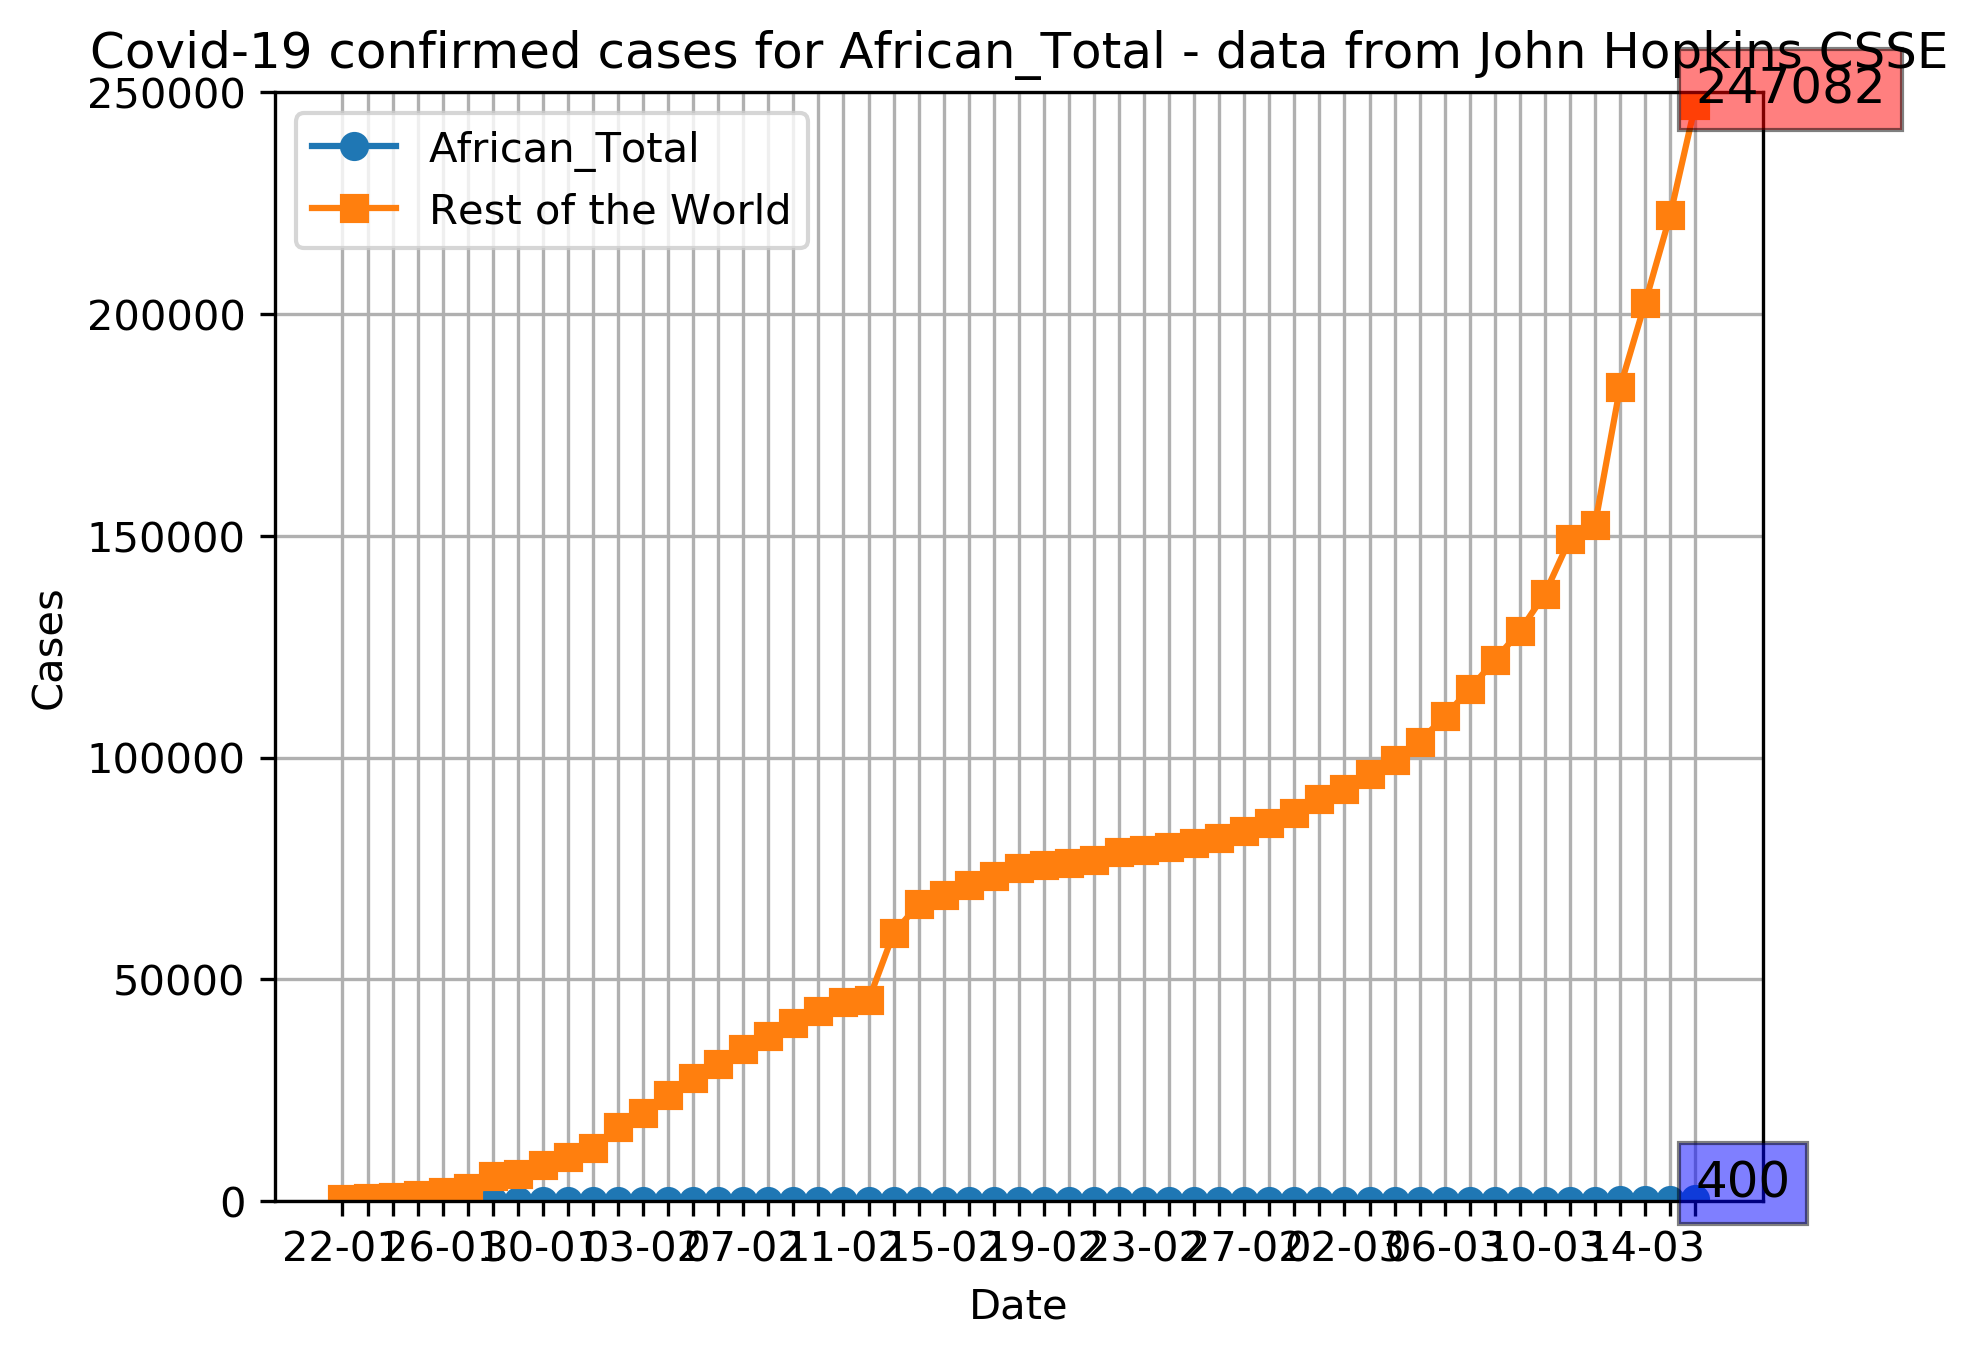 Covid-19 confirmed cases for African_Total - data from John Hopkins CSSE
247082
250000
African_Total
Rest of the World
200000
150000
Cases
100000
50000
400
0
22-01 26-01 30-01 03-02 07-02 11-02 15-02 19-02 23-02 27-02 02-03 06-03 10-03 14-03
Date